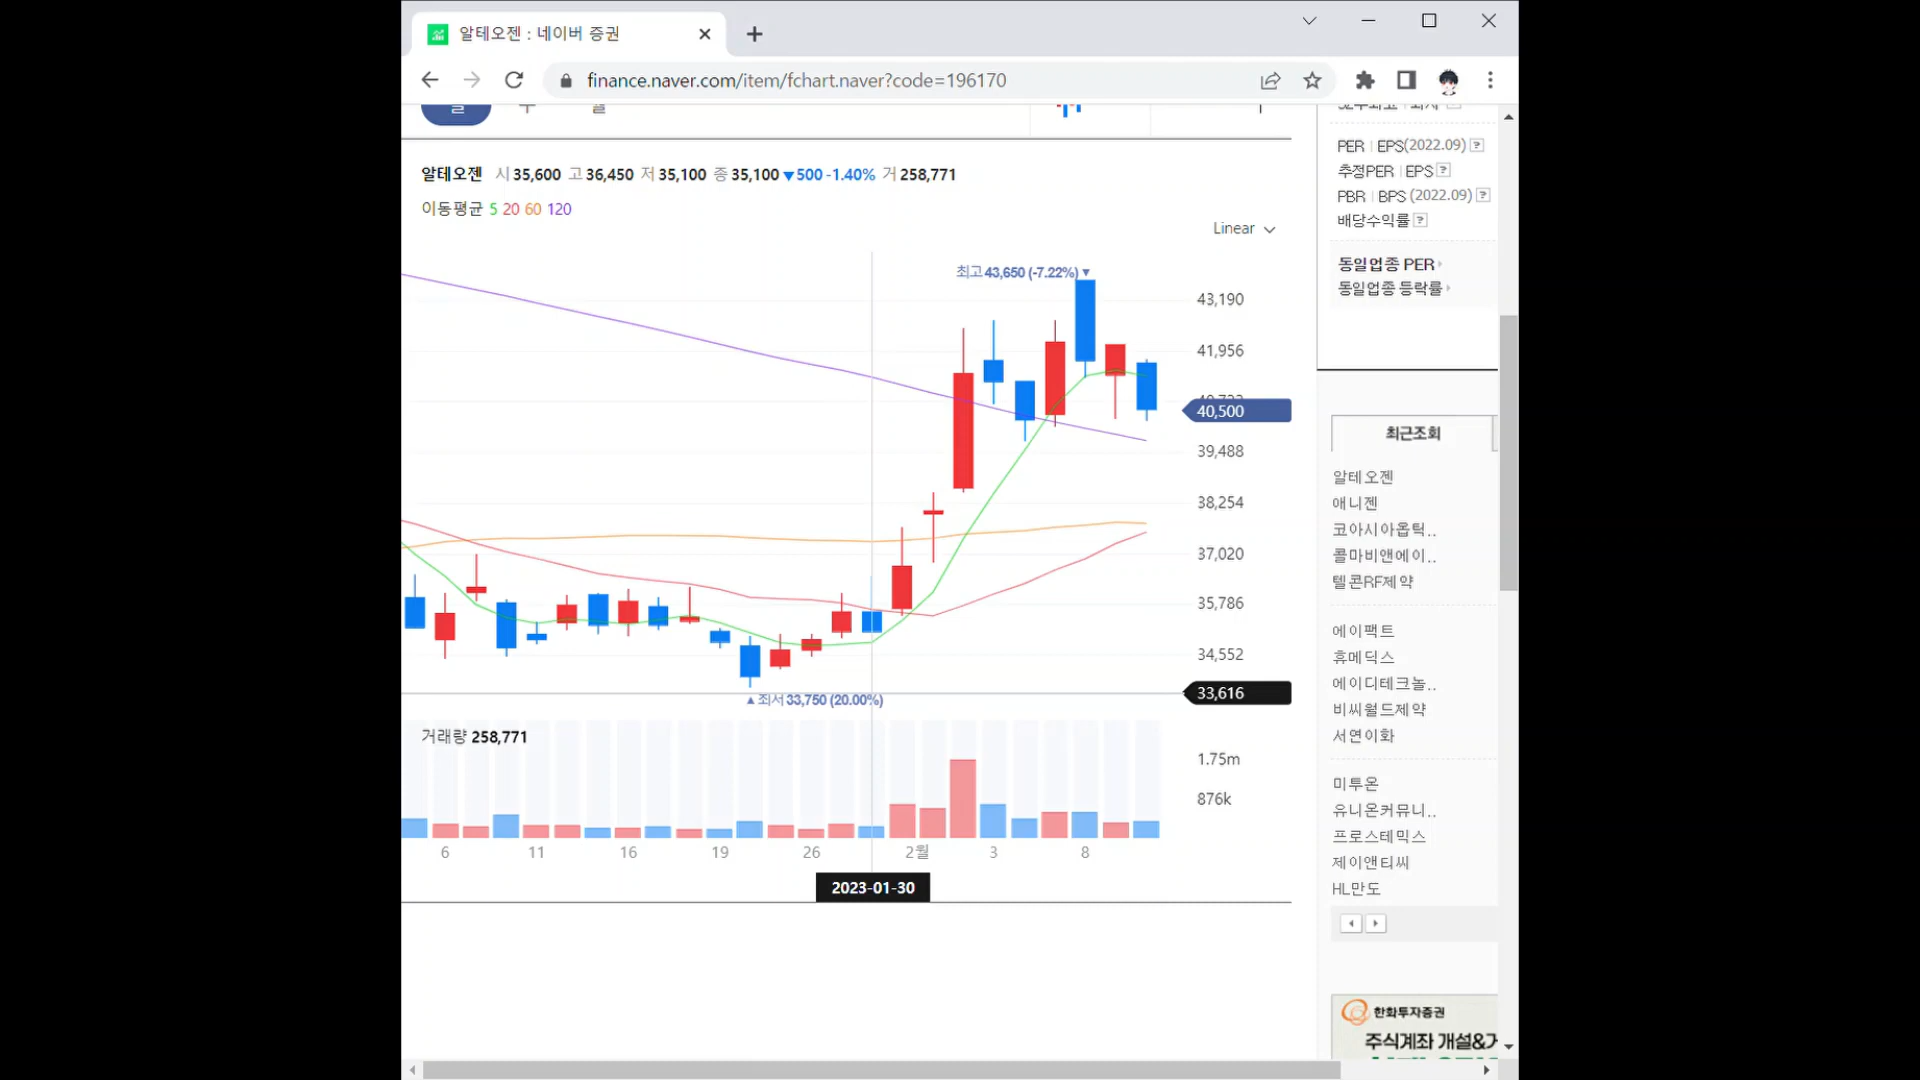 알테오젠 : 네이버 증권
finance.naver.com/item/fchart.naver?code=196170
알테오젠 시 35,600 고 36,450 저 35,100 종 35,100 ▼500 -1.40% 거 258,771
이동평균 5 20 60 120
Linear
최고 43,650 (-7.22%) ▼
43,190
41,956
40,500
39,488
38,254
37,020
35,786
34,552
33,616
▲ 최저 33,750 (20.00%)
거래량 258,771
1.75m
876k
6 11 16 19 26 2월 3 8
2023-01-30
PER | EPS(2022.09) ?
추정PER | EPS ?
PBR | BPS (2022.09) ?
배당수익률 ?
동일업종 PER
동일업종 등락률
최근조회
알테오젠
애니젠
코아시아옵틱..
콜마비앤에이..
텔콘RF제약
에이팩트
휴메딕스
에이디테크놀..
비씨월드제약
서연이화
미투온
유니온커뮤니..
프로스테믹스
제이앤티씨
HL만도
한화투자증권
주식계좌 개설&